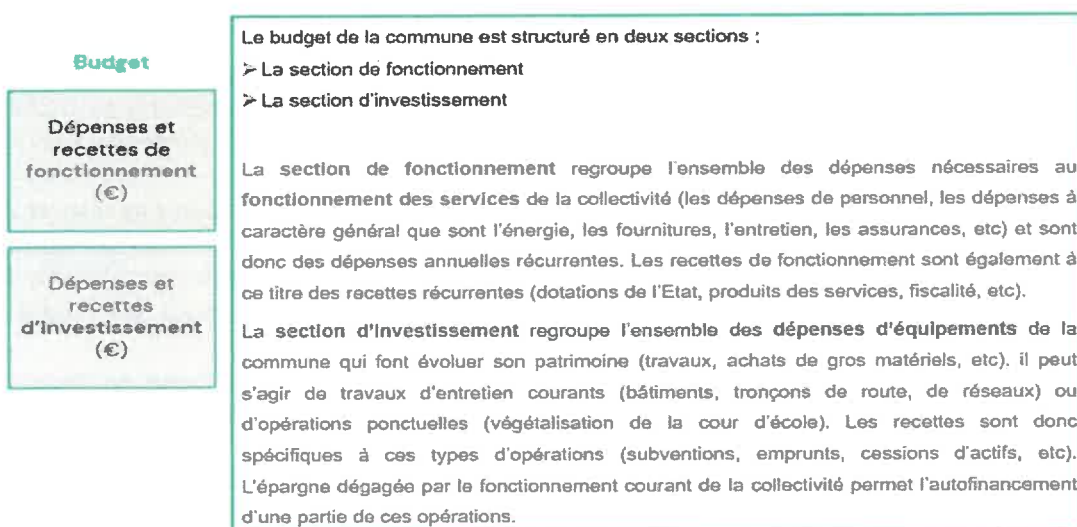 Budget
Dépenses et
recettes de
fonctionnement
(€)
Dépenses et
recettes
d'investissement
(€)
Le budget de la commune est structuré en deux sections :
➢ La section de fonctionnement
➢ La section d'investissement
La section de fonctionnement regroupe l'ensemble des dépenses nécessaires au
fonctionnement des services de la collectivité (les dépenses de personnel, les dépenses à
caractère général que sont l'énergie, les fournitures, l'entretien, les assurances, etc) et sont
donc des dépenses annuelles récurrentes. Les recettes de fonctionnement sont également à
ce titre des recettes récurrentes (dotations de l'Etat, produits des services, fiscalité, etc).
La section d'investissement regroupe l'ensemble des dépenses d'équipements de la
commune qui font évoluer son patrimoine (travaux, achats de gros matériels, etc). il peut
s'agir de travaux d'entretien courants (bâtiments, tronçons de route, de réseaux) ou
d'opérations ponctuelles (végétalisation de la cour d'école). Les recettes sont donc
spécifiques à ces types d'opérations (subventions, emprunts, cessions d'actifs, etc).
L'épargne dégagée par le fonctionnement courant de la collectivité permet l'autofinancement
d'une partie de ces opérations.